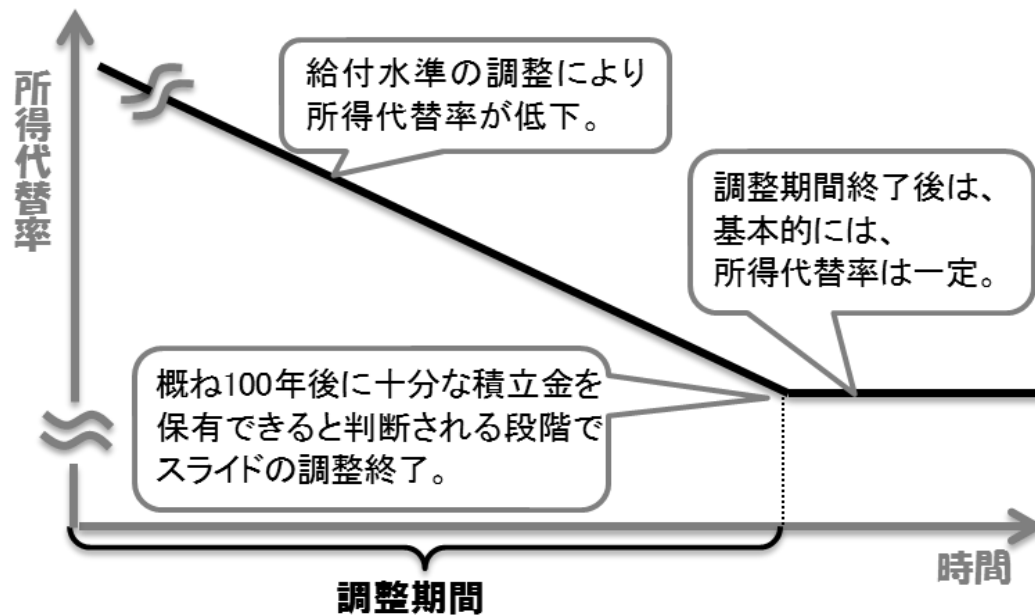 所得代替率
給付水準の調整により
所得代替率が低下。
調整期間終了後は、
基本的には、
所得代替率は一定。
概ね100年後に十分な積立金を
保有できると判断される段階で
スライドの調整終了。
時間
調整期間